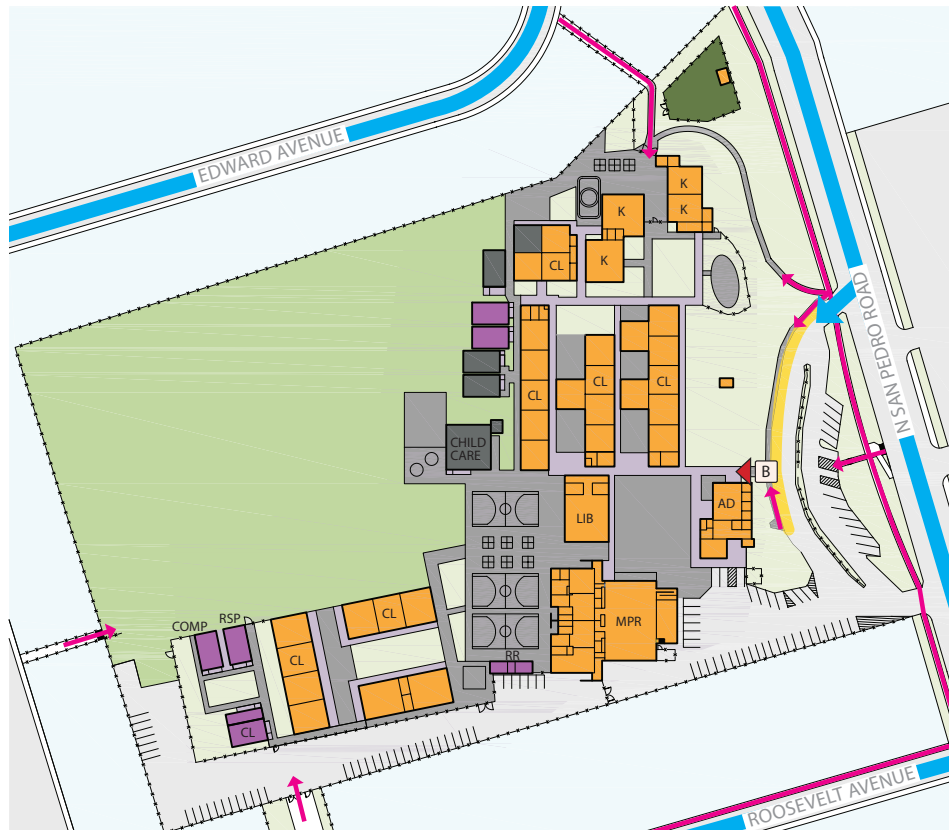 EDWARD AVENUE
K
K
K
K
CL
N SAN PEDRO ROAD
CL
CL
CL
CHILD
CARE
B
AD
LIB
CL
RSP
COMP
MPR
CL
RR
CL
ROOSEVELT AVENUE